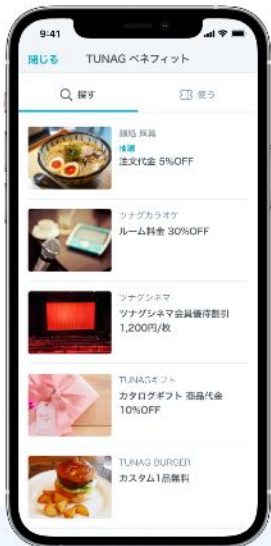 9:41
閉じる
TUNAG ベネフィット
探す
使う
麺処 麻眞
抽選
注文代金 5%OFF
ツナグカラオケ
ルーム料金 30%OFF
ツナグシネマ
ツナグシネマ会員優待割引
1,200円/枚
TUNAGギフト
カタログギフト 商品代金
10%OFF
TUNAG BURGER
カスタム1品無料